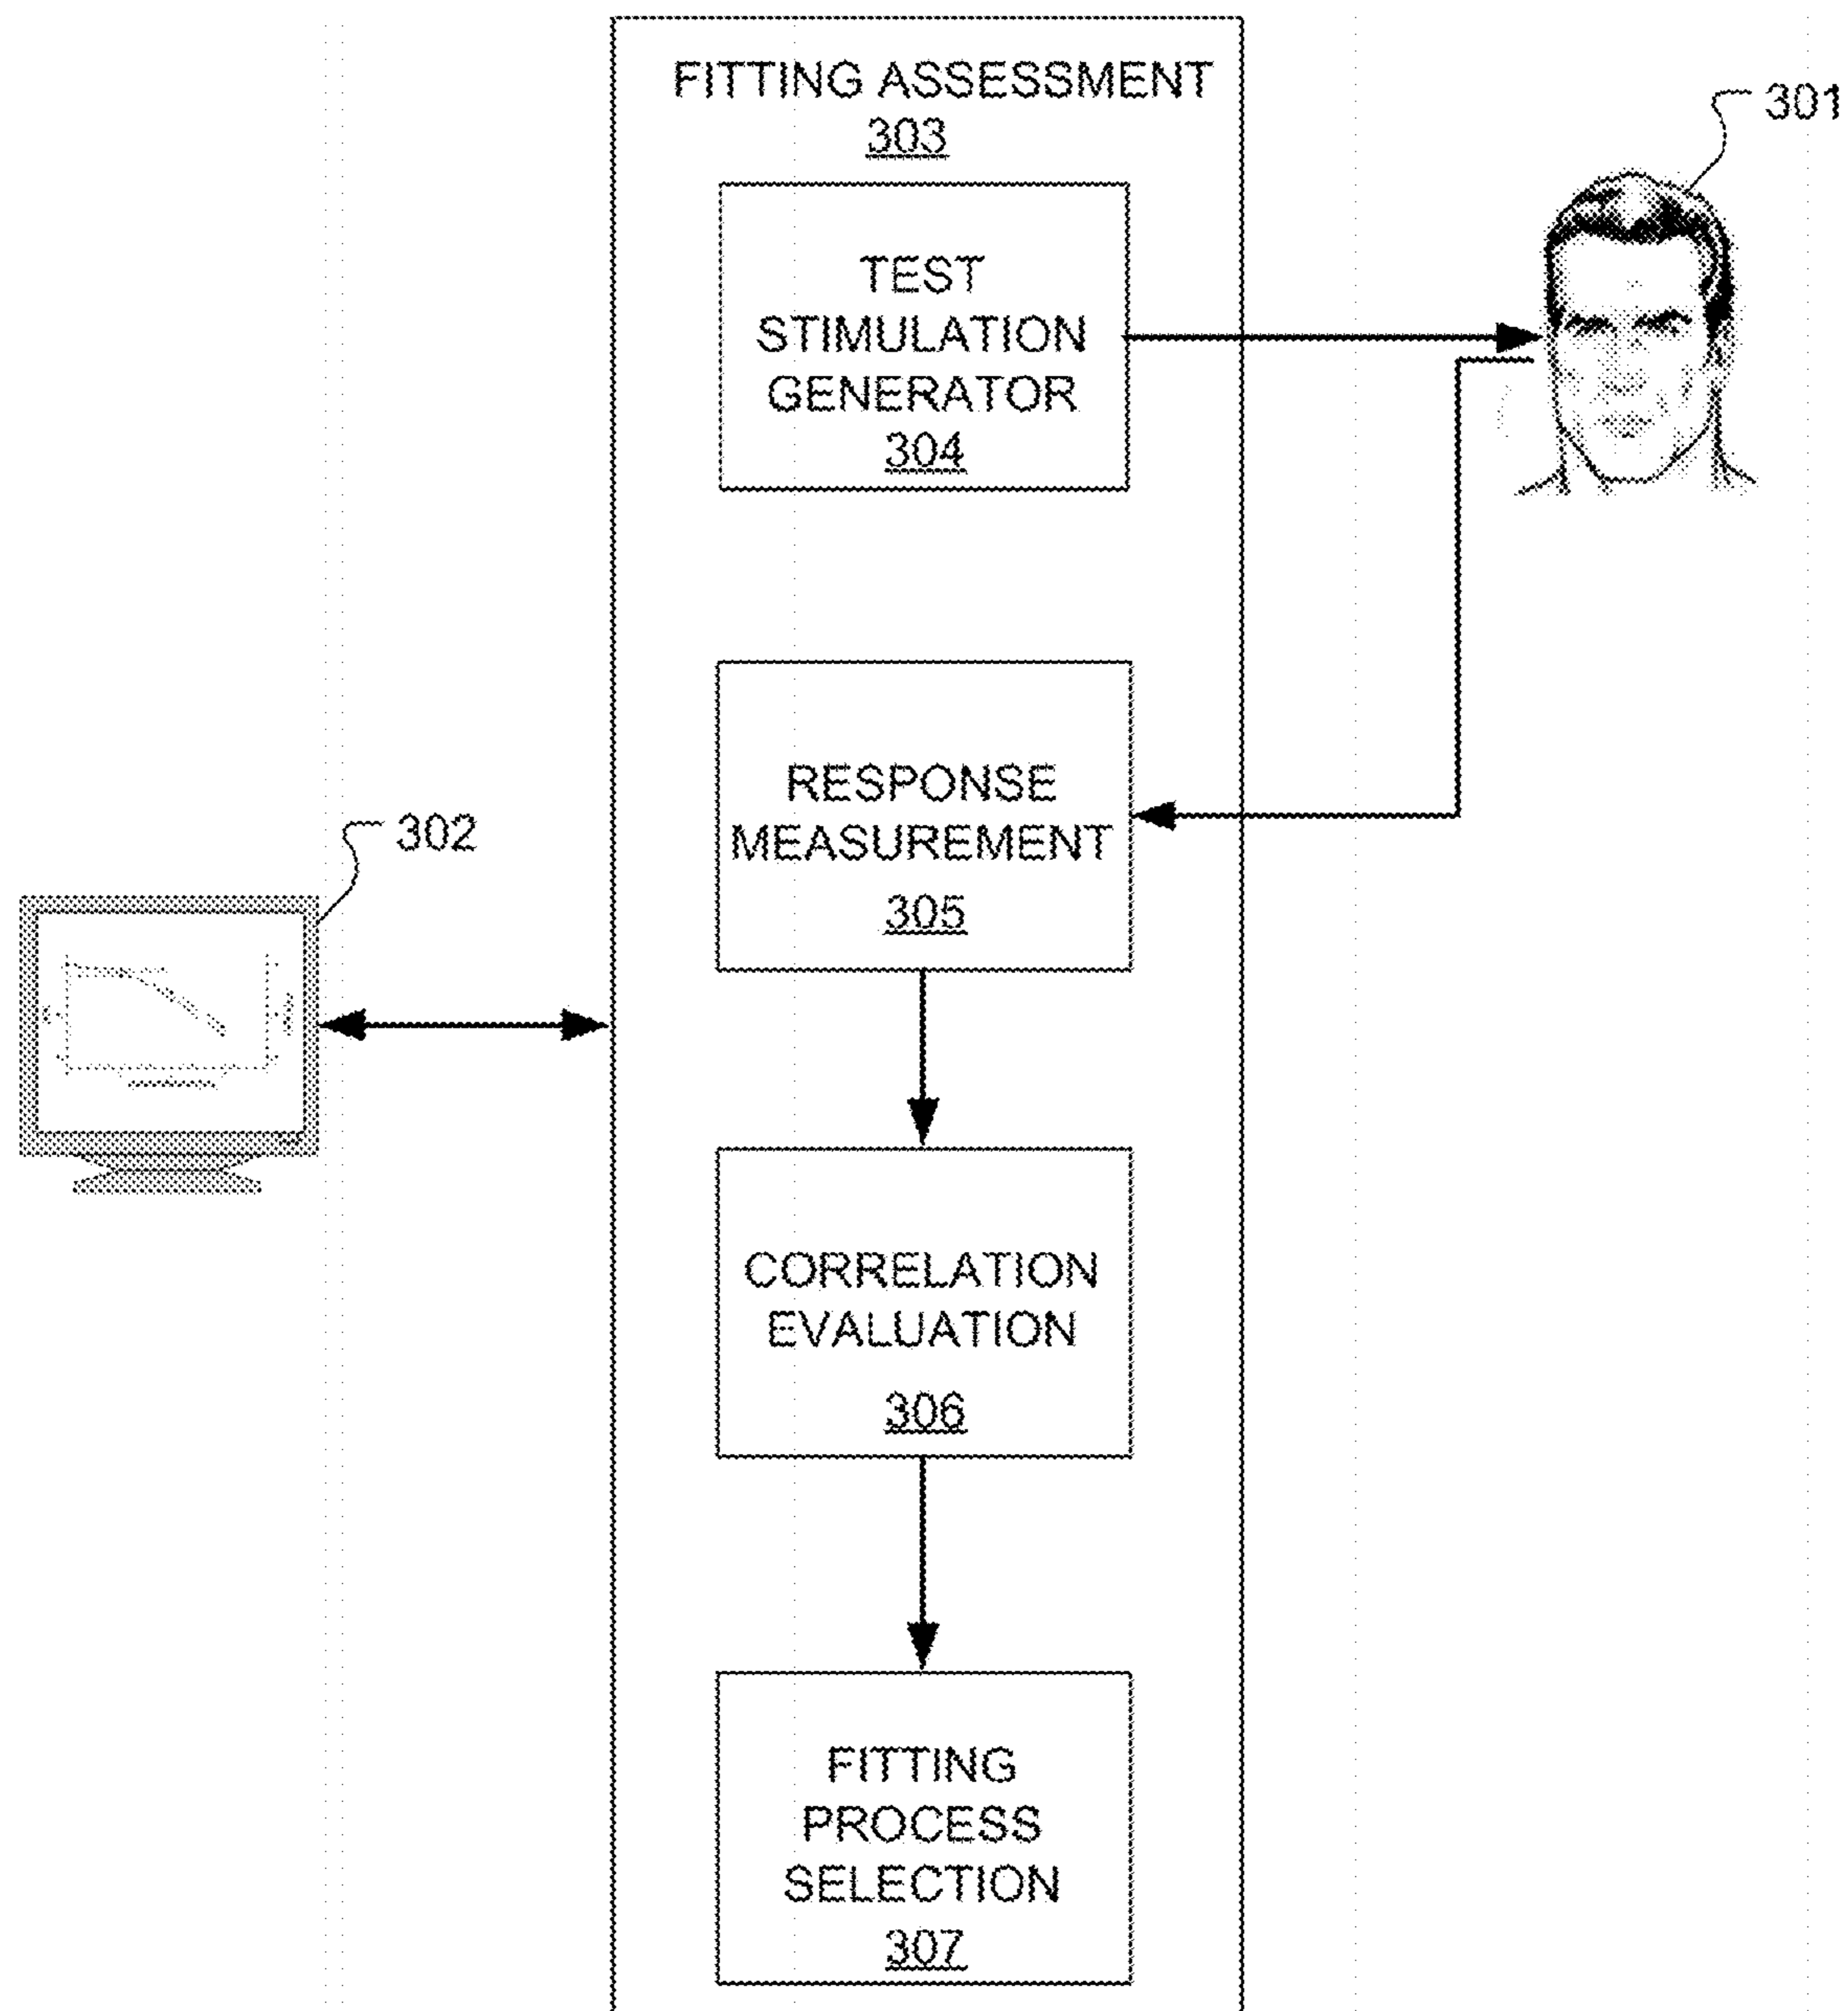 FITTING ASSESSMENT
303
301
TEST
STIMULATION
GENERATOR
304
RESPONSE
MEASUREMENT
305
302
CORRELATION
EVALUATION
306
FITTING
PROCESS
SELECTION
307